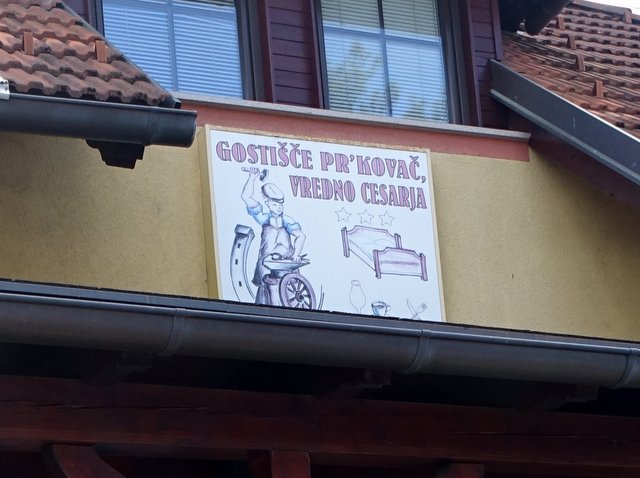 GOSTIŠČE PR'KOVAČ,
VREDNO CESARJA